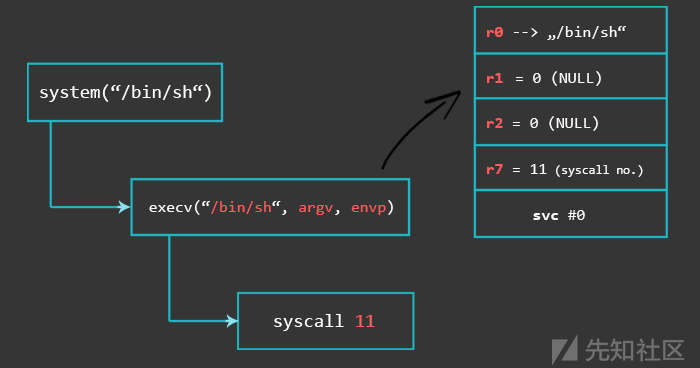 system(“/bin/sh“)
execv(“/bin/sh“, argv, envp)
syscall 11
r0 --> „/bin/sh“
r1 = 0 (NULL)
r2 = 0 (NULL)
r7 = 11 (syscall no.)
svc #0
先知社区